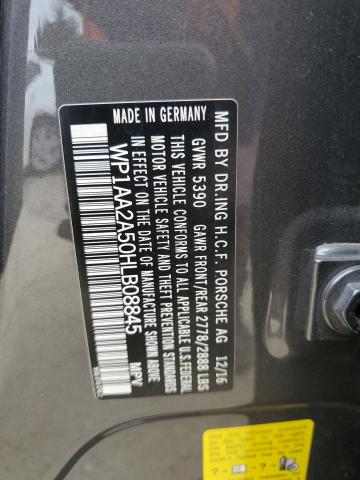 MFD BY DR.ING H.C.F. PORSCHE AG 12/16
GVWR 5390 GAWR FRONT/REAR 2778/2888 LBS
MADE IN GERMANY
THIS VEHICLE CONFORMS TO ALL APPLICABLE U.S.FEDERAL
MOTOR VEHICLE SAFETY AND THEFT PREVENTION STANDARDS
IN EFFECT ON THE DATE OF MANUFACTURE SHOWN ABOVE
WP1AA2A50HLB08845 MPV